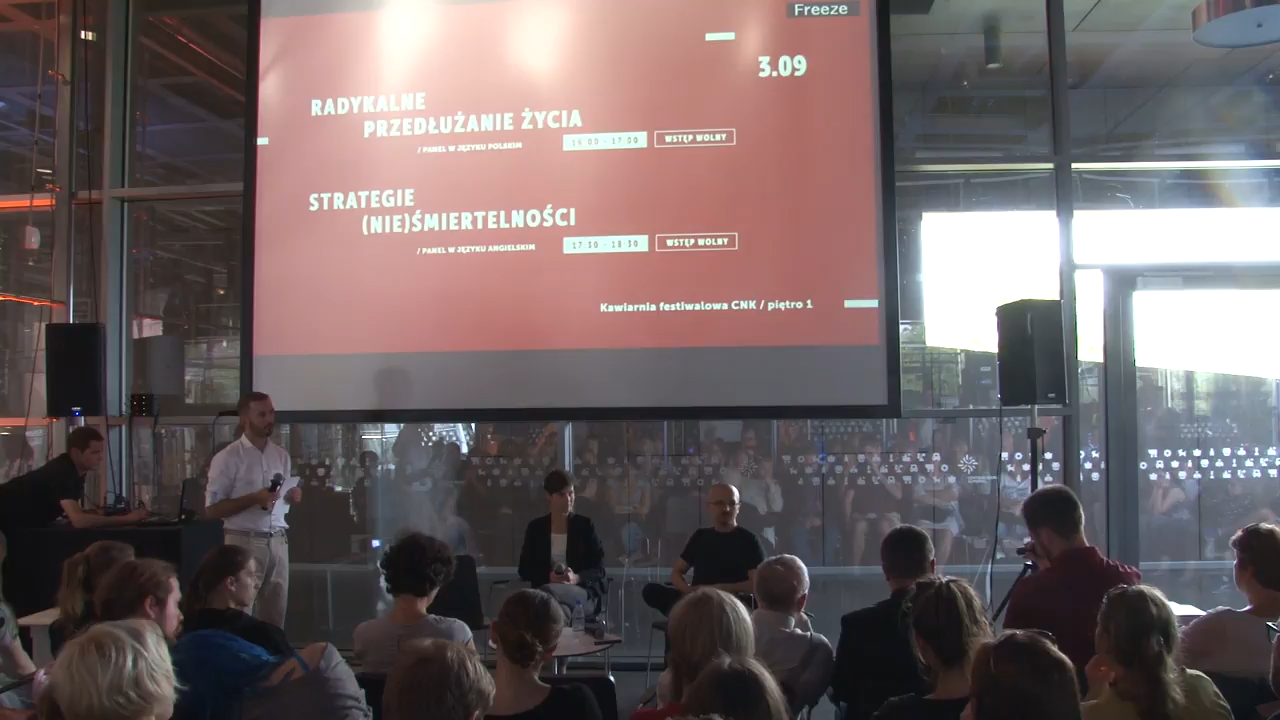 Freeze
3.09
RADYKALNE
PRZEDŁUŻANIE ŻYCIA
/ PANEL W JĘZYKU POLSKIM
16:00 - 17:00
WSTĘP WOLNY
STRATEGIE
(NIE)ŚMIERTELNOŚCI
/ PANEL W JĘZYKU ANGIELSKIM
17:30 - 18:30
WSTĘP WOLNY
Kawiarnia festiwalowa CNK / piętro 1